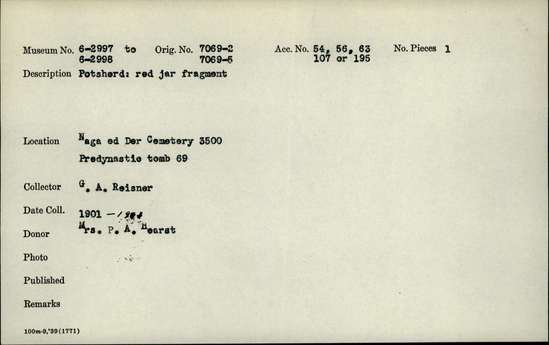 Museum No. 6-2997 to Orig. No. 7069-2 Acc. No. 54, 56, 63 No. Pieces 1
6-2998 7069-5 107 or 195
Description Potsherd: red jar fragment
Location Naga ed Der Cemetery 3500
Predynastic tomb 69
Collector G. A. Reisner
Date Coll. 1901 -
Donor Mrs. P. A. Hearst
Photo
Published
Remarks
100m-9,'39(1771)